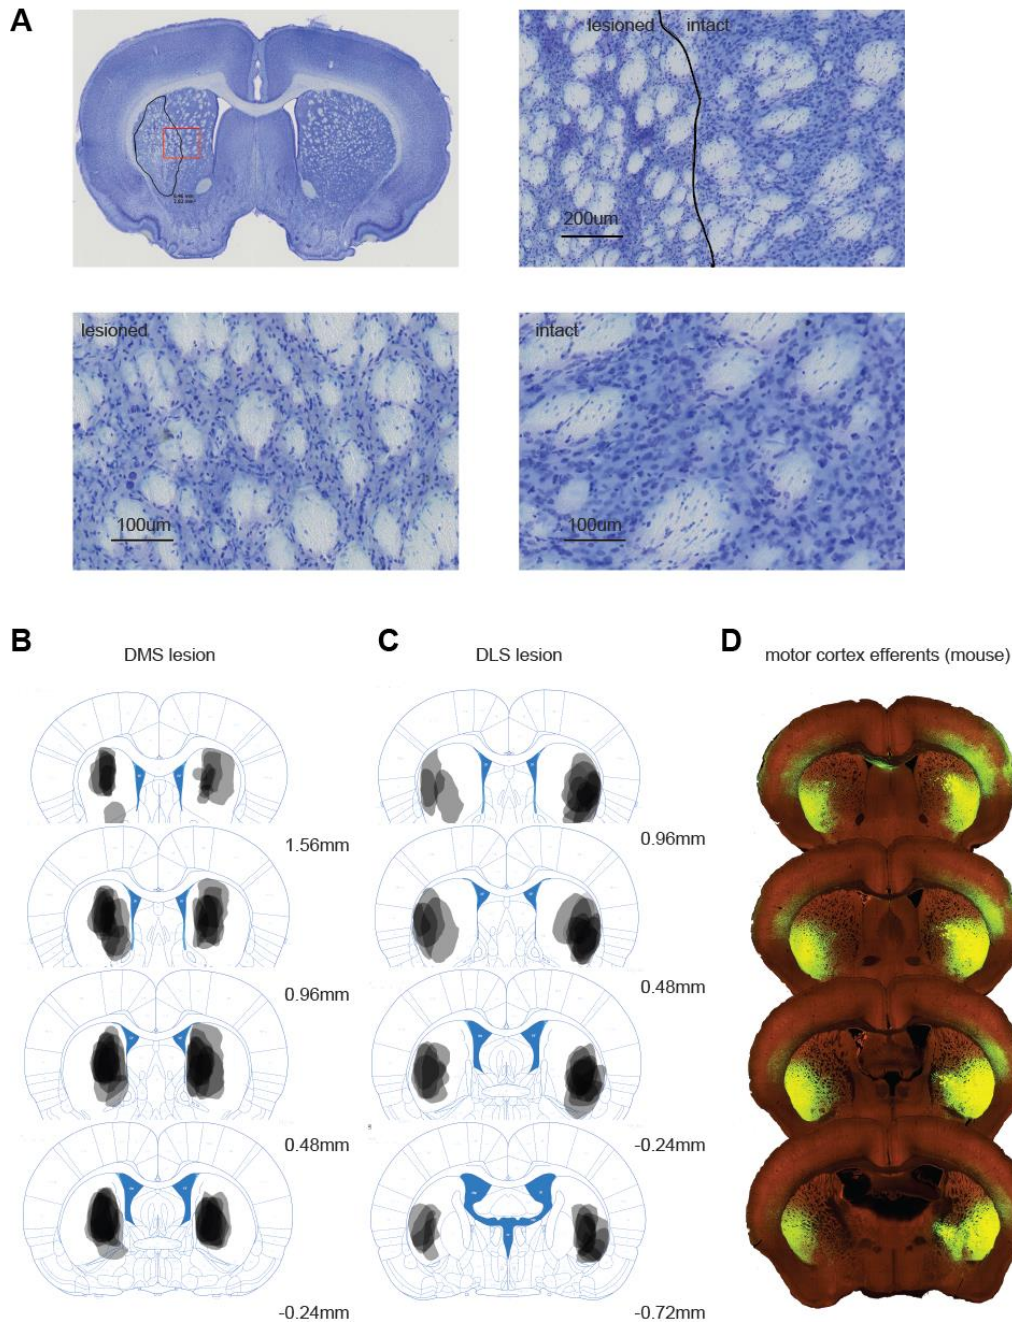 A
lesioned intact
200um
lesioned
100um
intact
100um
B
DMS lesion
1.56mm
0.96mm
0.48mm
-0.24mm
C
DLS lesion
0.96mm
0.48mm
-0.24mm
-0.72mm
D
motor cortex efferents (mouse)